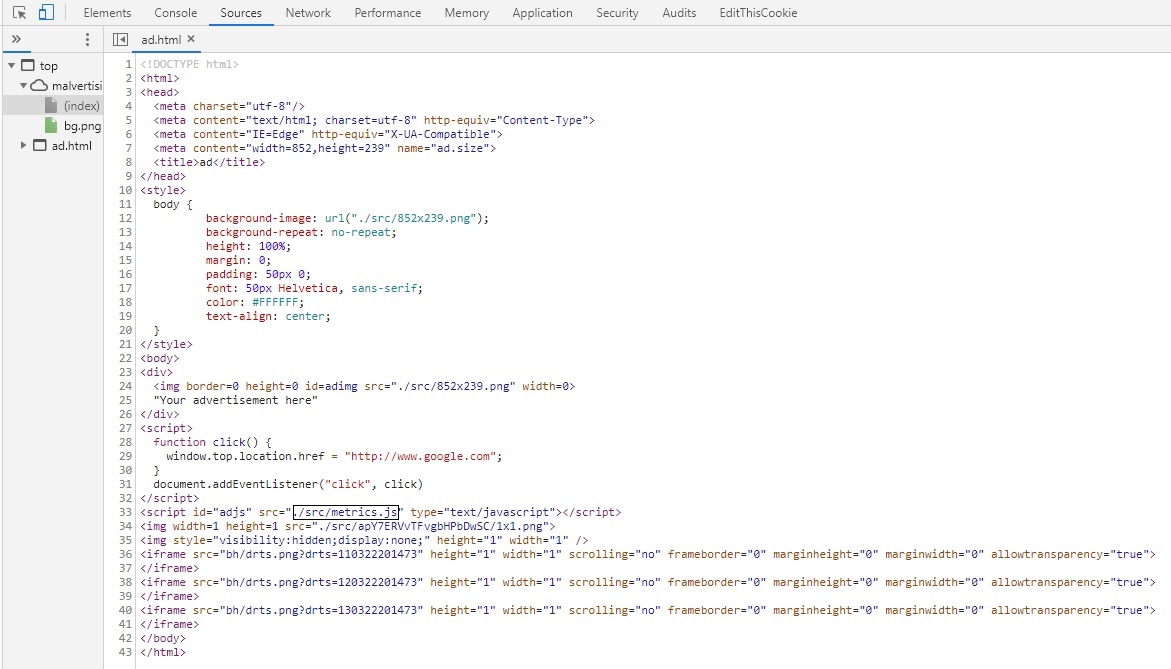 Elements Console Sources Network Performance Memory Application Security Audits EditThisCookie
» ad.html ×
top
malvertisi
(index)
bg.png
ad.html
1 <!DOCTYPE html>
2 <html>
3 <head>
4   <meta charset="utf-8"/>
5   <meta content="text/html; charset=utf-8" http-equiv="Content-Type">
6   <meta content="IE=Edge" http-equiv="X-UA-Compatible">
7   <meta content="width=852,height=239" name="ad.size">
8   <title>ad</title>
9 </head>
10 <style>
11   body {
12           background-image: url("./src/852x239.png");
13           background-repeat: no-repeat;
14           height: 100%;
15           margin: 0;
16           padding: 50px 0;
17           font: 50px Helvetica, sans-serif;
18           color: #FFFFFF;
19           text-align: center;
20   }
21 </style>
22 <body>
23 <div>
24   <img border=0 height=0 id=adimg src="./src/852x239.png" width=0>
25   "Your advertisement here"
26 </div>
27 <script>
28   function click() {
29     window.top.location.href = "http://www.google.com";
30   }
31   document.addEventListener("click", click)
32 </script>
33 <script id="adjs" src="./src/metrics.js" type="text/javascript"></script>
34 <img width=1 height=1 src="./src/apY7ERVvTFvgbHPbDwSC/1x1.png">
35 <img style="visibility:hidden;display:none;" height="1" width="1" />
36 <iframe src="bh/drts.png?drts=110322201473" height="1" width="1" scrolling="no" frameborder="0" marginheight="0" marginwidth="0" allowtransparency="true">
37 </iframe>
38 <iframe src="bh/drts.png?drts=120322201473" height="1" width="1" scrolling="no" frameborder="0" marginheight="0" marginwidth="0" allowtransparency="true">
39 </iframe>
40 <iframe src="bh/drts.png?drts=130322201473" height="1" width="1" scrolling="no" frameborder="0" marginheight="0" marginwidth="0" allowtransparency="true">
41 </iframe>
42 </body>
43 </html>